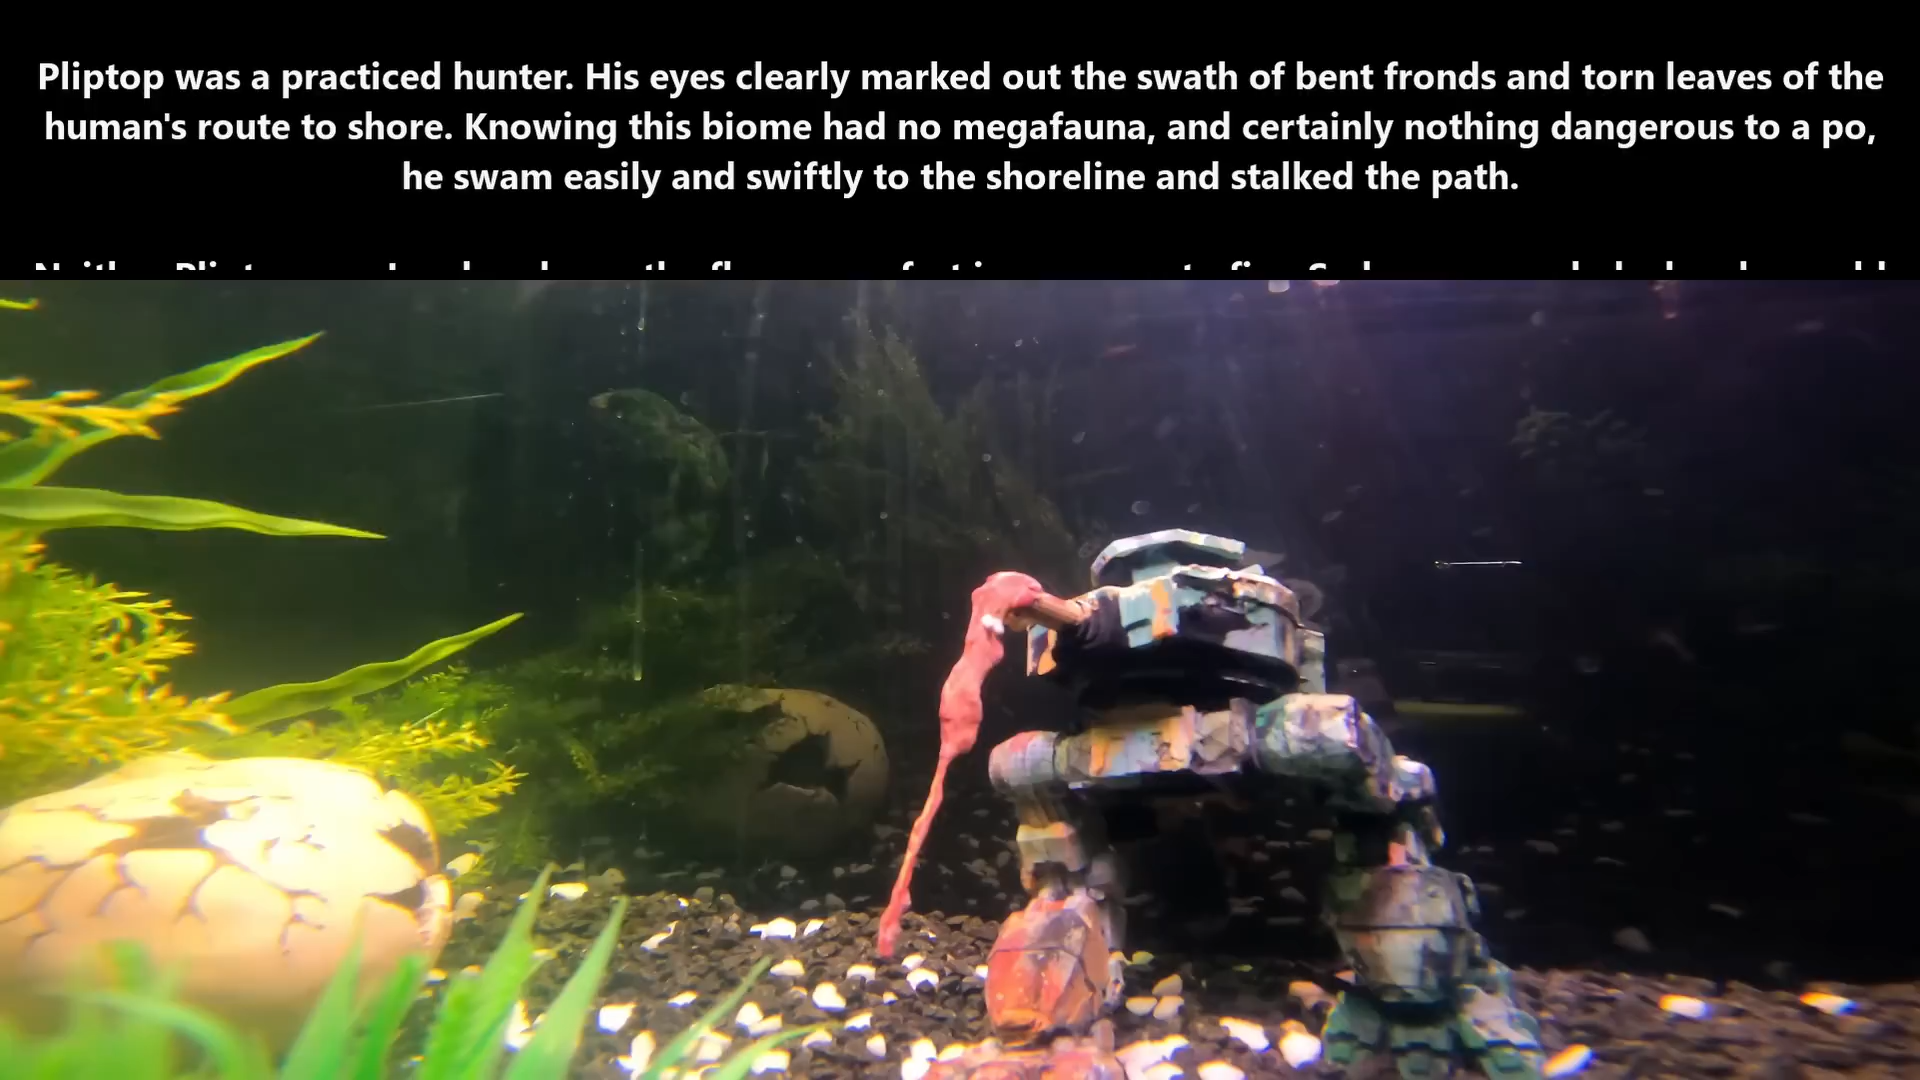 Pliptop was a practiced hunter. His eyes clearly marked out the swath of bent fronds and torn leaves of the
human's route to shore. Knowing this biome had no megafauna, and certainly nothing dangerous to a po,
he swam easily and swiftly to the shoreline and stalked the path.